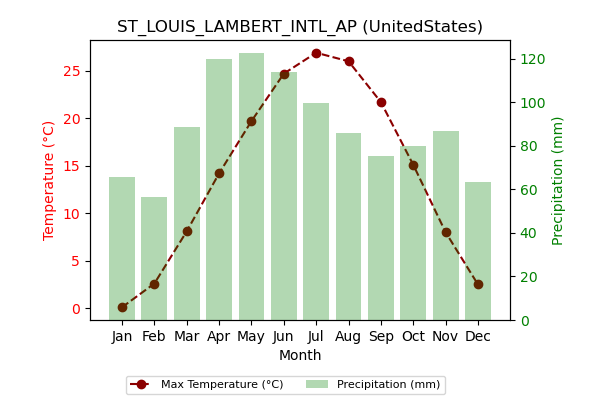 ST_LOUIS_LAMBERT_INTL_AP (UnitedStates)
Temperature (°C)
25
20
15
10
5
0
120
100
80
60
40
20
0
Precipitation (mm)
Jan Feb Mar Apr May Jun Jul Aug Sep Oct Nov Dec
Month
Max Temperature (°C) Precipitation (mm)